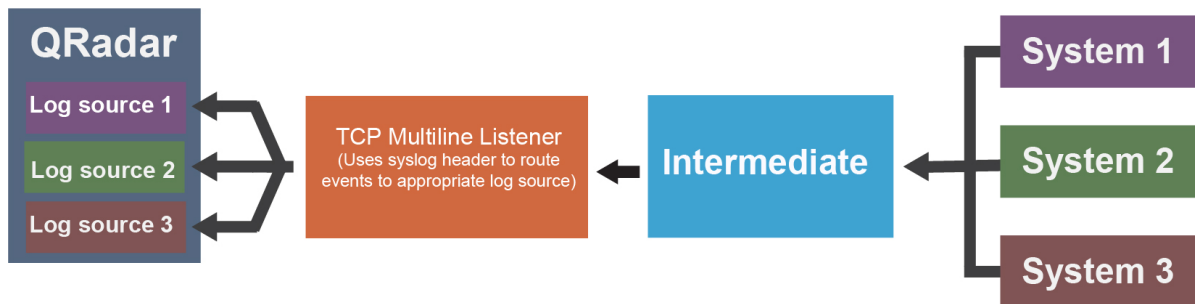 QRadar
Log source 1
Log source 2
Log source 3
TCP Multiline Listener
(Uses syslog header to route
events to appropriate log source)
Intermediate
System 1
System 2
System 3